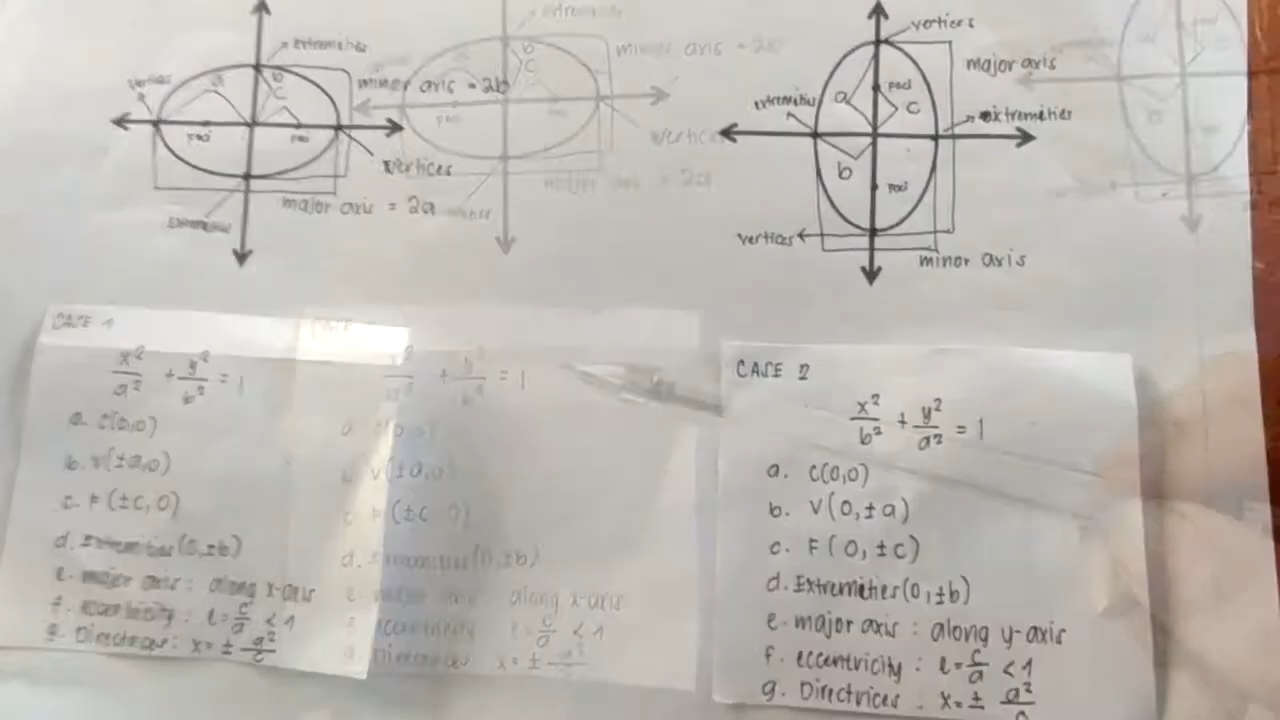 extremities
extremities
vertices
b
c
a
Foci
Foci
vertices
minor axis = 2b
major axis = 2a
minor axis = 2b
b
C
Foci
vertices
major axis = 2a
vertices
major axis
extremities
Foci
a
C
extremities
b
Foci
vertices
minor axis
CASE 1
x²/a² + y²/b² = 1
a. C(0,0)
b. V(±a,0)
c. F(±c,0)
d. Extremities(0,±b)
e. major axis: along x-axis
f. eccentricity: e=c/a <1
g. Directrices: x=± a²/c
+ y²/b² = 1
V(±a,0)
(±c 0)
d. Extremities(0,±b)
along x-axis
eccentricity e=c/a <1
Directrices x=±
CASE 2
x²/b² + y²/a² = 1
a. C(0,0)
b. V(0,±a)
c. F(0,±c)
d. Extremities(0,±b)
e. major axis : along y-axis
f. eccentricity : e=c/a <1
g. Directrices : x=± a²/c